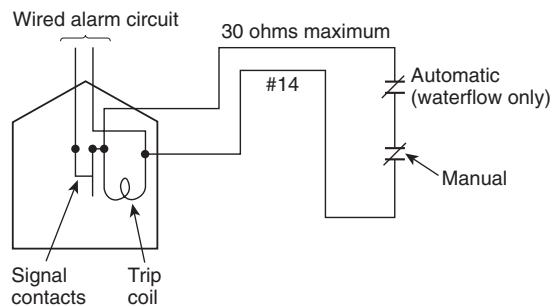 Wired alarm circuit
30 ohms maximum
#14
Automatic
(waterflow only)
Manual
Signal
contacts
Trip
coil